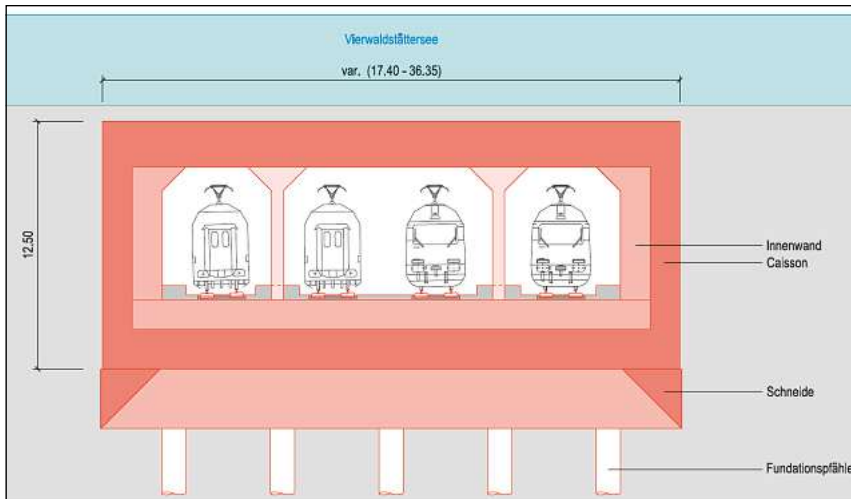 Vierwaldstättersee
var. (17.40 - 36.35)
12.50
Innenwand
Caisson
Schneide
Fundationspfähle